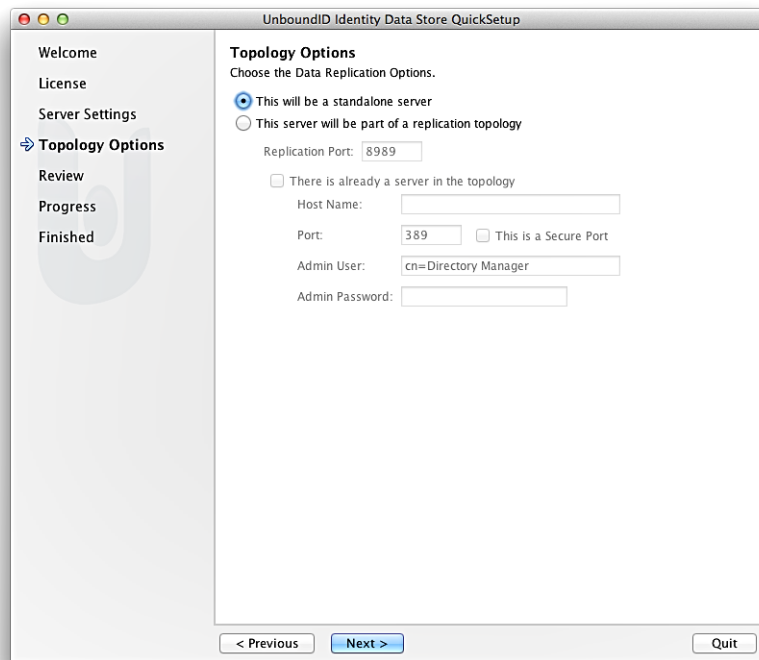 UnboundID Identity Data Store QuickSetup
Welcome
License
Server Settings
Topology Options
Review
Progress
Finished
Topology Options
Choose the Data Replication Options.
This will be a standalone server
This server will be part of a replication topology
Replication Port: 8989
There is already a server in the topology
Host Name:
Port: 389 This is a Secure Port
Admin User: cn=Directory Manager
Admin Password:
< Previous Next > Quit